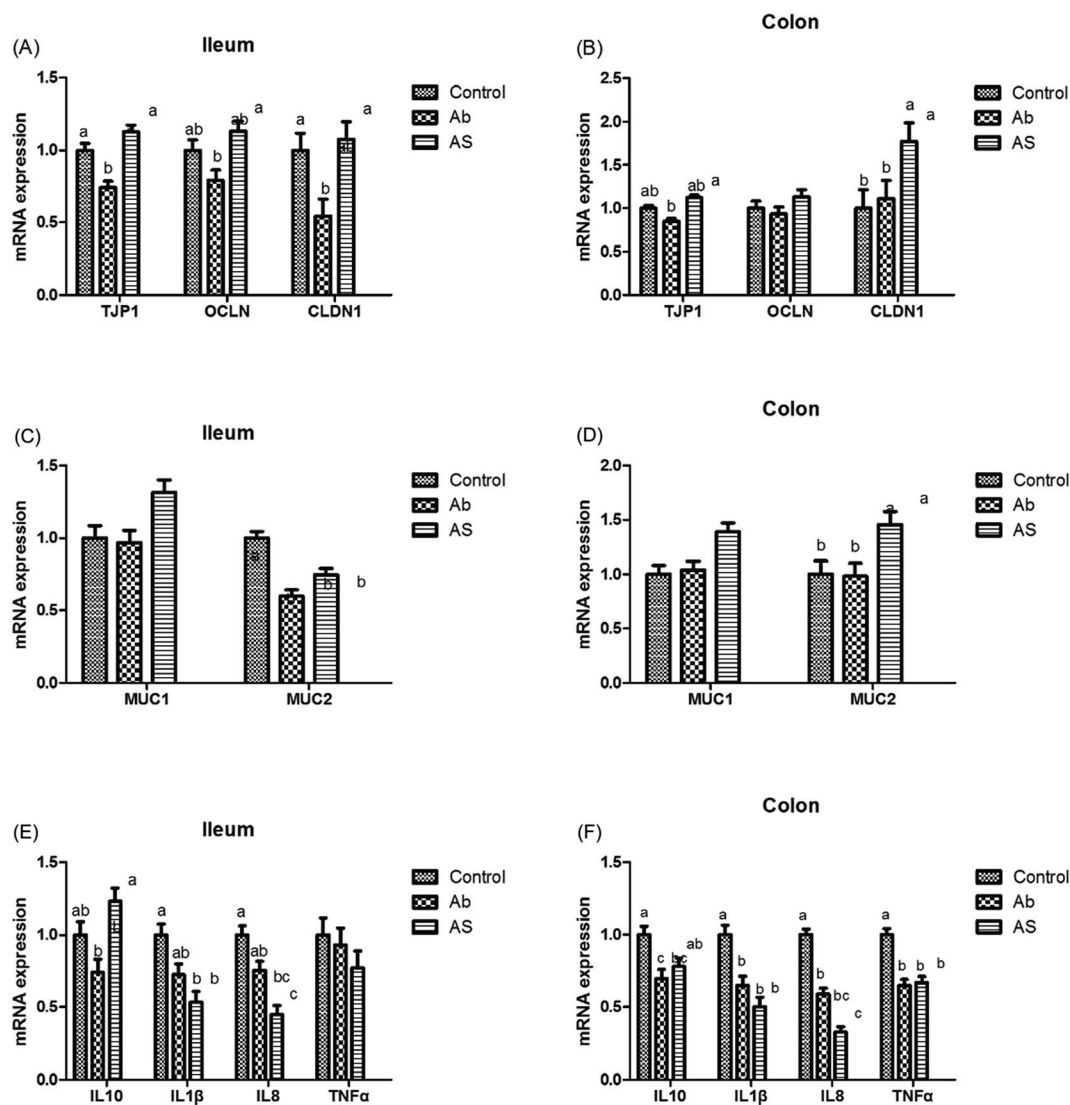 (A)
Ileum
mRNA expression
1.5
1.0
0.5
0.0
a
b
a
ab
b
ab
a
a
b
a
TJP1
OCLN
CLDN1
Control
Ab
AS
(B)
Colon
mRNA expression
2.5
2.0
1.5
1.0
0.5
0.0
ab
b
ab
a
b
b
a
a
TJP1
OCLN
CLDN1
Control
Ab
AS
(C)
Ileum
mRNA expression
1.5
1.0
0.5
0.0
a
b
b
MUC1
MUC2
Control
Ab
AS
(D)
Colon
mRNA expression
2.0
1.5
1.0
0.5
0.0
b
b
a
a
MUC1
MUC2
Control
Ab
AS
(E)
Ileum
mRNA expression
1.5
1.0
0.5
0.0
ab
b
a
a
ab
b
b
a
ab
bc
c
IL10
IL1β
IL8
TNFα
Control
Ab
AS
(F)
Colon
mRNA expression
1.5
1.0
0.5
0.0
a
c
bc
ab
a
b
b
b
a
b
bc
c
a
b
b
b
IL10
IL1β
IL8
TNFα
Control
Ab
AS